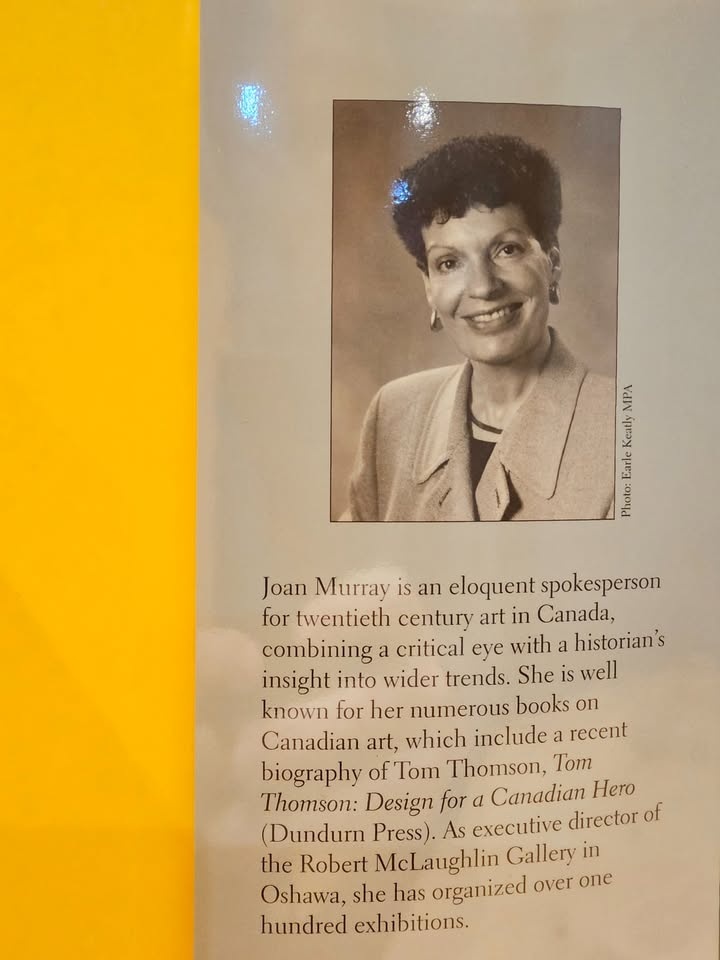 Photo: Earle Keatly MPA
Joan Murray is an eloquent spokesperson
for twentieth century art in Canada,
combining a critical eye with a historian's
insight into wider trends. She is well
known for her numerous books on
Canadian art, which include a recent
biography of Tom Thomson, Tom
Thomson: Design for a Canadian Hero
(Dundurn Press). As executive director of
the Robert McLaughlin Gallery in
Oshawa, she has organized over one
hundred exhibitions.